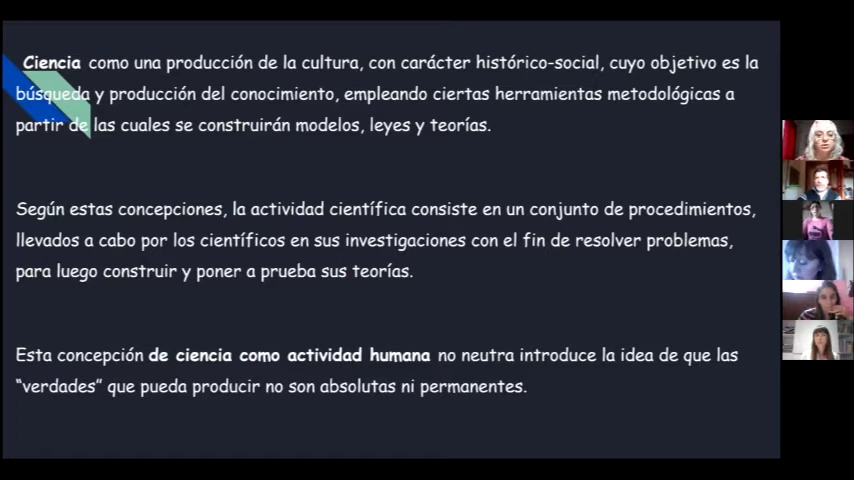 Ciencia como una producción de la cultura, con carácter histórico-social, cuyo objetivo es la
búsqueda y producción del conocimiento, empleando ciertas herramientas metodológicas a
partir de las cuales se construirán modelos, leyes y teorías.
Según estas concepciones, la actividad científica consiste en un conjunto de procedimientos,
llevados a cabo por los científicos en sus investigaciones con el fin de resolver problemas,
para luego construir y poner a prueba sus teorías.
Esta concepción de ciencia como actividad humana no neutra introduce la idea de que las
“verdades” que pueda producir no son absolutas ni permanentes.